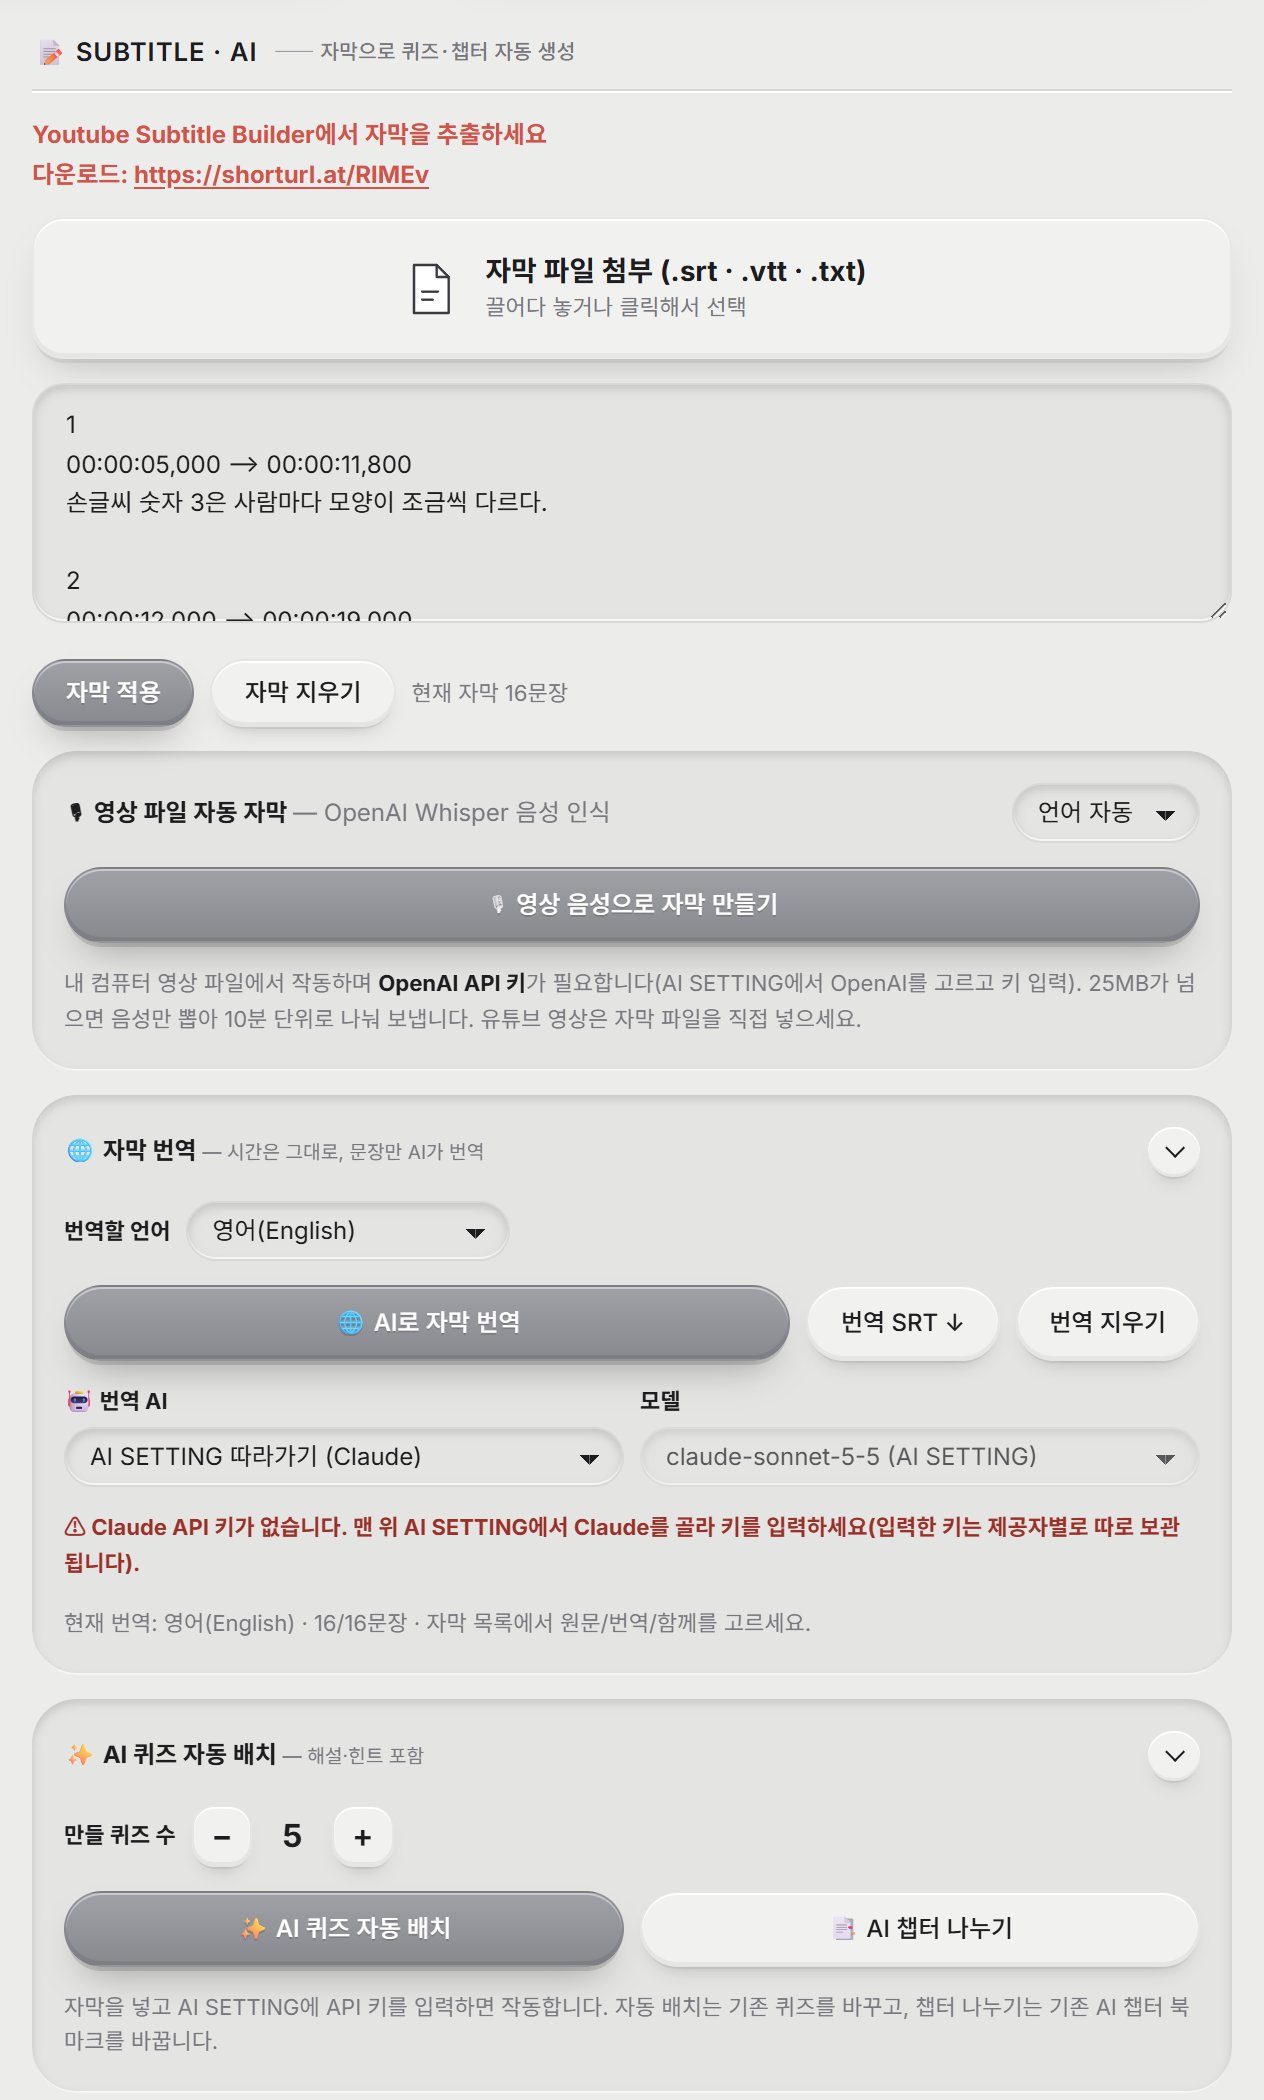 SUBTITLE · AI — 자막으로 퀴즈·챕터 자동 생성
Youtube Subtitle Builder에서 자막을 추출하세요
다운로드: https://shorturl.at/RIMEv
자막 파일 첨부 (.srt · .vtt · .txt)
끌어다 놓거나 클릭해서 선택
1
00:00:05,000 --> 00:00:11,800
손글씨 숫자 3은 사람마다 모양이 조금씩 다르다.
2
00:00:12,000 --> 00:00:19,000
자막 적용 자막 지우기 현재 자막 16문장
🎙 영상 파일 자동 자막 — OpenAI Whisper 음성 인식 언어 자동
🎙 영상 음성으로 자막 만들기
내 컴퓨터 영상 파일에서 작동하며 OpenAI API 키가 필요합니다(AI SETTING에서 OpenAI를 고르고 키 입력). 25MB가 넘
으면 음성만 뽑아 10분 단위로 나눠 보냅니다. 유튜브 영상은 자막 파일을 직접 넣으세요.
🌐 자막 번역 — 시간은 그대로, 문장만 AI가 번역
번역할 언어 영어(English)
🌐 AI로 자막 번역 번역 SRT ↓ 번역 지우기
🤖 번역 AI 모델
AI SETTING 따라가기 (Claude) claude-sonnet-5-5 (AI SETTING)
⚠ Claude API 키가 없습니다. 맨 위 AI SETTING에서 Claude를 골라 키를 입력하세요(입력한 키는 제공자별로 따로 보관
됩니다).
현재 번역: 영어(English) · 16/16문장 · 자막 목록에서 원문/번역/함께를 고르세요.
✨ AI 퀴즈 자동 배치 — 해설·힌트 포함
만들 퀴즈 수 − 5 +
✨ AI 퀴즈 자동 배치 📑 AI 챕터 나누기
자막을 넣고 AI SETTING에 API 키를 입력하면 작동합니다. 자동 배치는 기존 퀴즈를 바꾸고, 챕터 나누기는 기존 AI 챕터 북
마크를 바꿉니다.